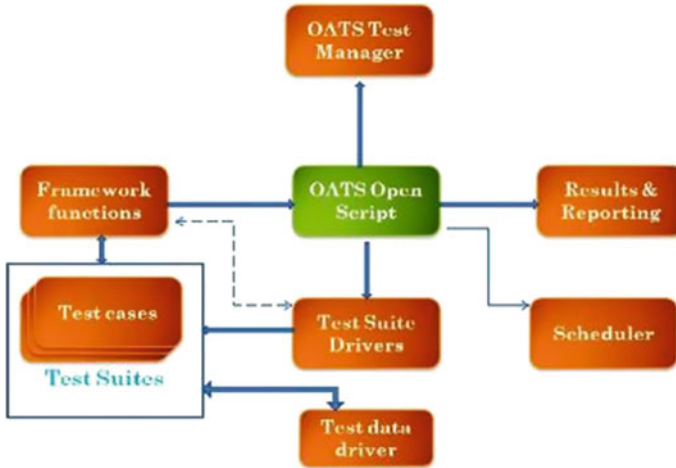 OATS Test
Manager
Framework
functions
OATS Open
Script
Results &
Reporting
Test cases
Test Suites
Test Suite
Drivers
Scheduler
Test data
driver